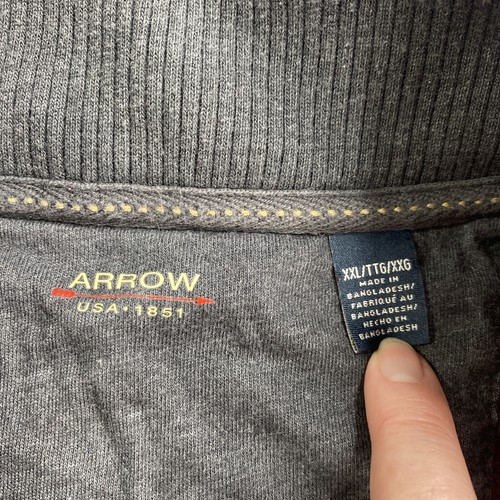 ARROW
USA • 1851
XXL/TTG/XXG
MADE IN
BANGLADESH/
FABRIQUÉ AU
BANGLADESH/
HECHO EN
BANGLADESH